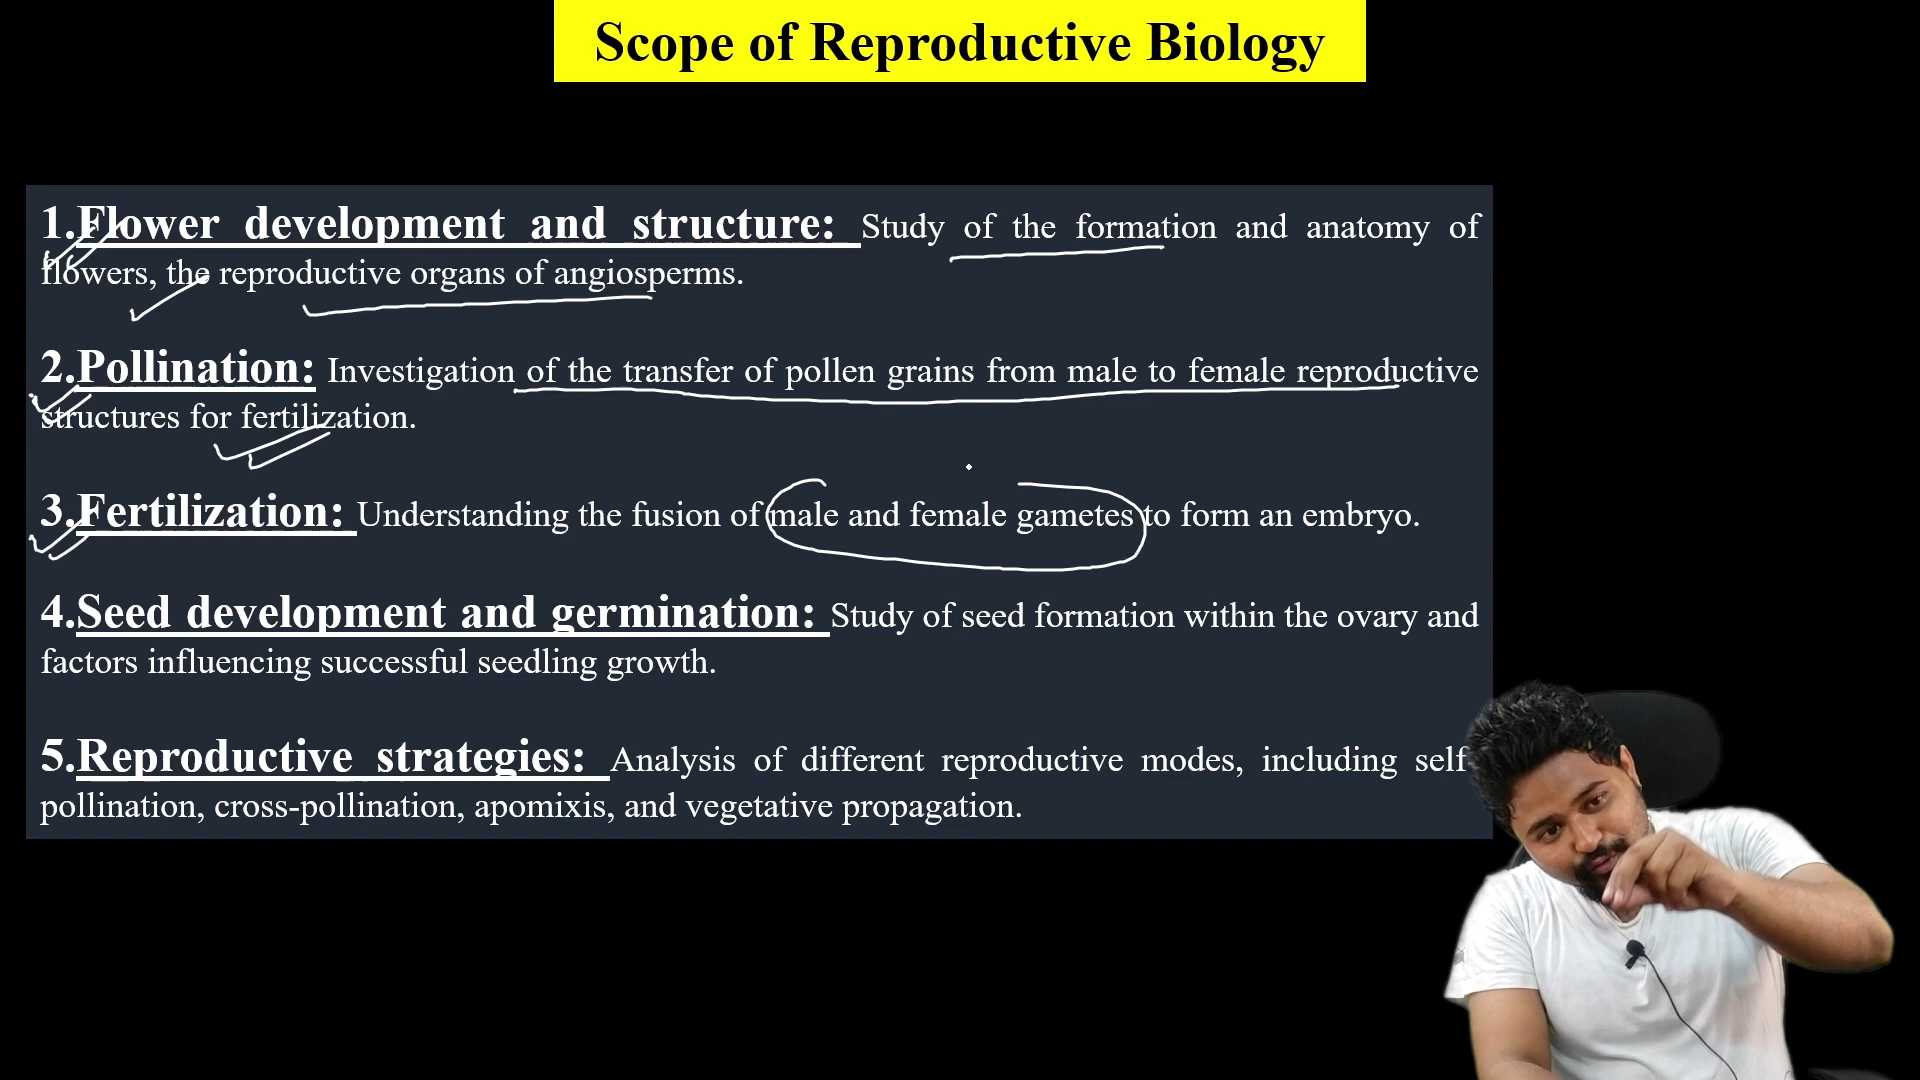 Scope of Reproductive Biology
1.Flower development and structure: Study of the formation and anatomy of
flowers, the reproductive organs of angiosperms.
2.Pollination: Investigation of the transfer of pollen grains from male to female reproductive
structures for fertilization.
3.Fertilization: Understanding the fusion of male and female gametes to form an embryo.
4.Seed development and germination: Study of seed formation within the ovary and
factors influencing successful seedling growth.
5.Reproductive strategies: Analysis of different reproductive modes, including self-
pollination, cross-pollination, apomixis, and vegetative propagation.